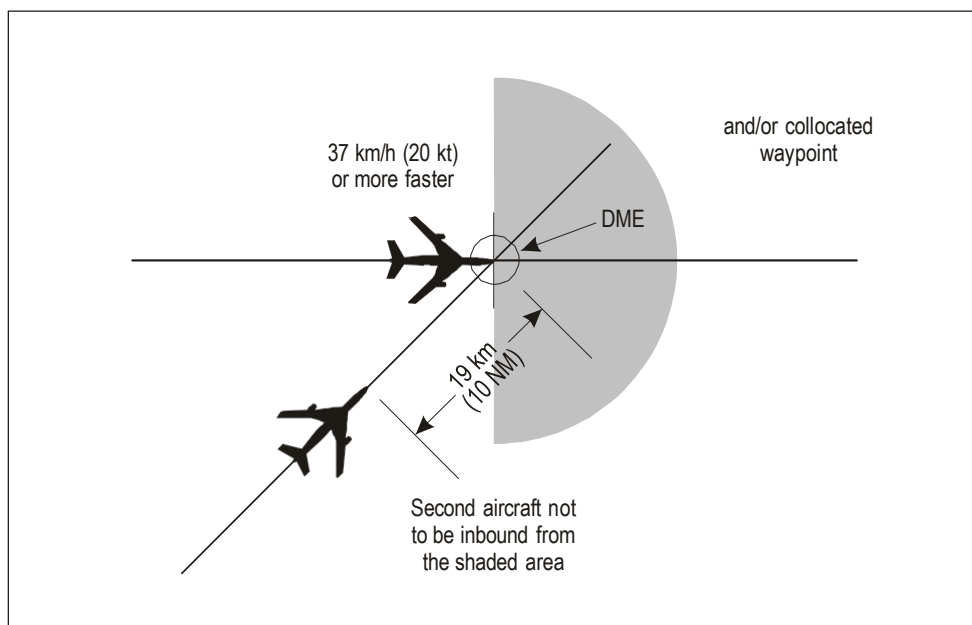 37 km/h (20 kt)
or more faster
and/or collocated
waypoint
DME
19 km
(10 NM)
Second aircraft not
to be inbound from
the shaded area